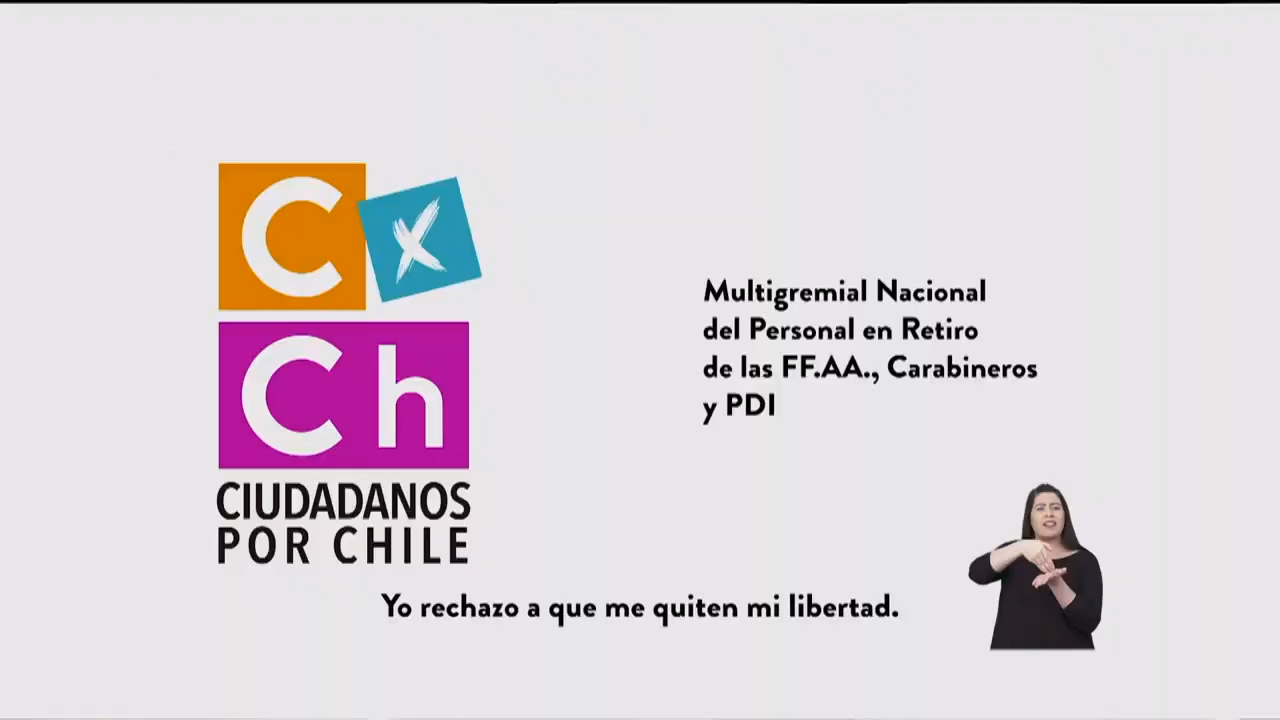 C x
Ch
CIUDADANOS
POR CHILE
Multigremial Nacional
del Personal en Retiro
de las FF.AA., Carabineros
y PDI
Yo rechazo a que me quiten mi libertad.